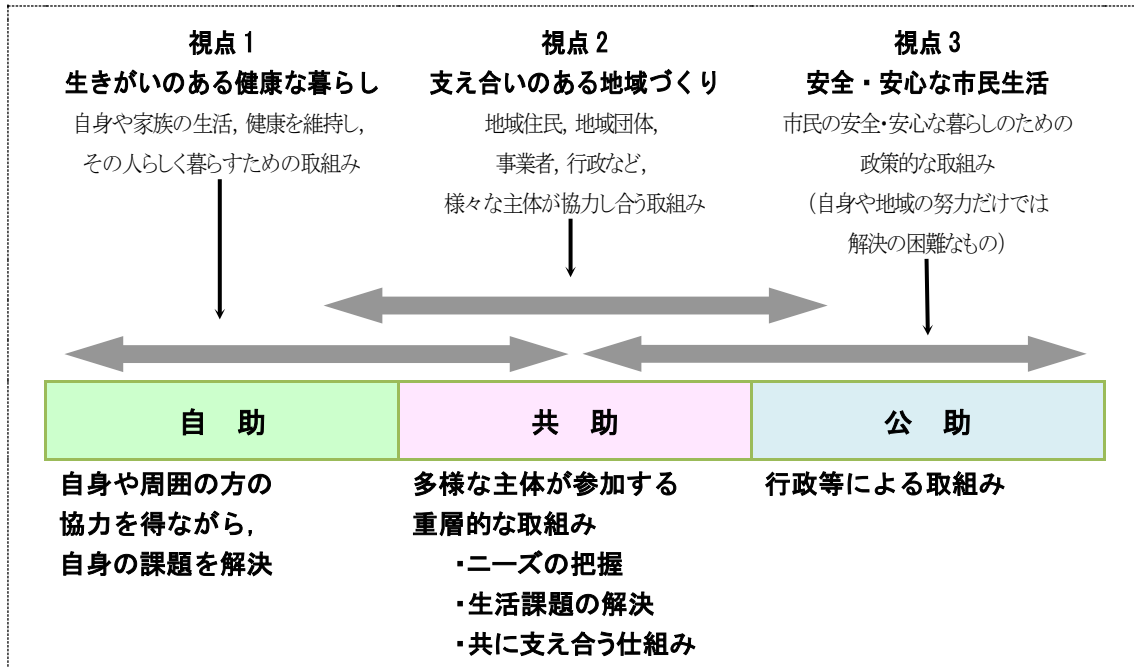 視点1
生きがいのある健康な暮らし
自身や家族の生活，健康を維持し，
その人らしく暮らすための取組み
視点2
支え合いのある地域づくり
地域住民，地域団体，
事業者，行政など，
様々な主体が協力し合う取組み
視点3
安全・安心な市民生活
市民の安全・安心な暮らしのための
政策的な取組み
（自身や地域の努力だけでは
解決の困難なもの）
自　助
共　助
公　助
自身や周囲の方の
協力を得ながら，
自身の課題を解決
多様な主体が参加する
重層的な取組み
・ニーズの把握
・生活課題の解決
・共に支え合う仕組み
行政等による取組み